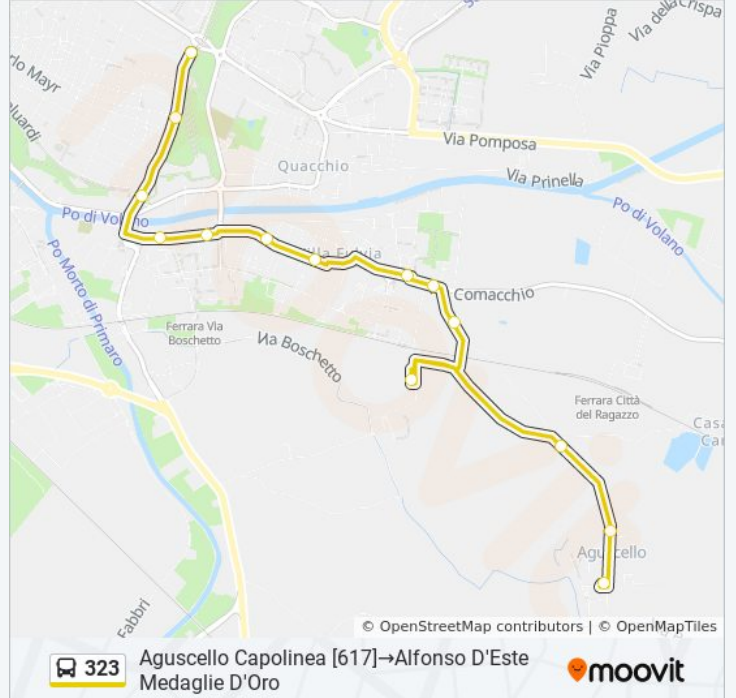 Via Pioppa
Via della Crispa
rlo Mayr
Via Pomposa
Quacchio
Via Prinella
Po di Volano
Po di Volano
Po Morto di Primaro
Comacchio
Ferrara Via
Boschetto
Via Boschetto
Ferrara Città
del Ragazzo
Aguscello
Fabbri
© OpenStreetMap contributors | © OpenMapTiles
323
Aguscello Capolinea [617]→Alfonso D'Este
Medaglie D'Oro
moovit